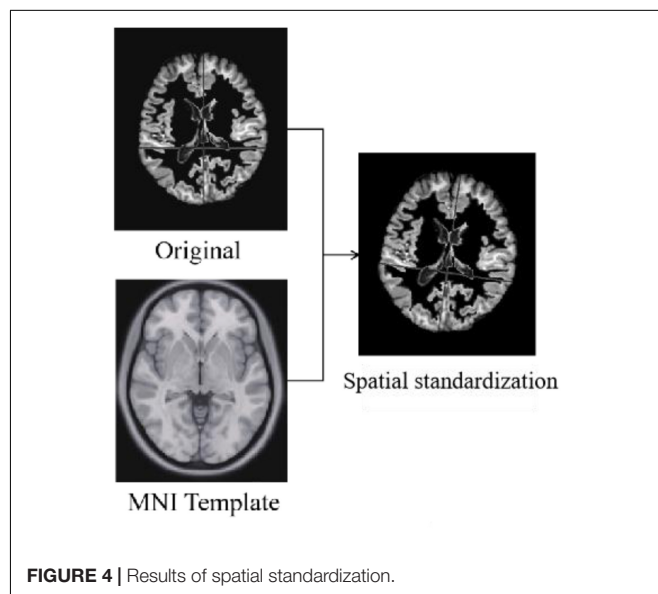 Original
Spatial standardization
MNI Template
FIGURE 4 | Results of spatial standardization.